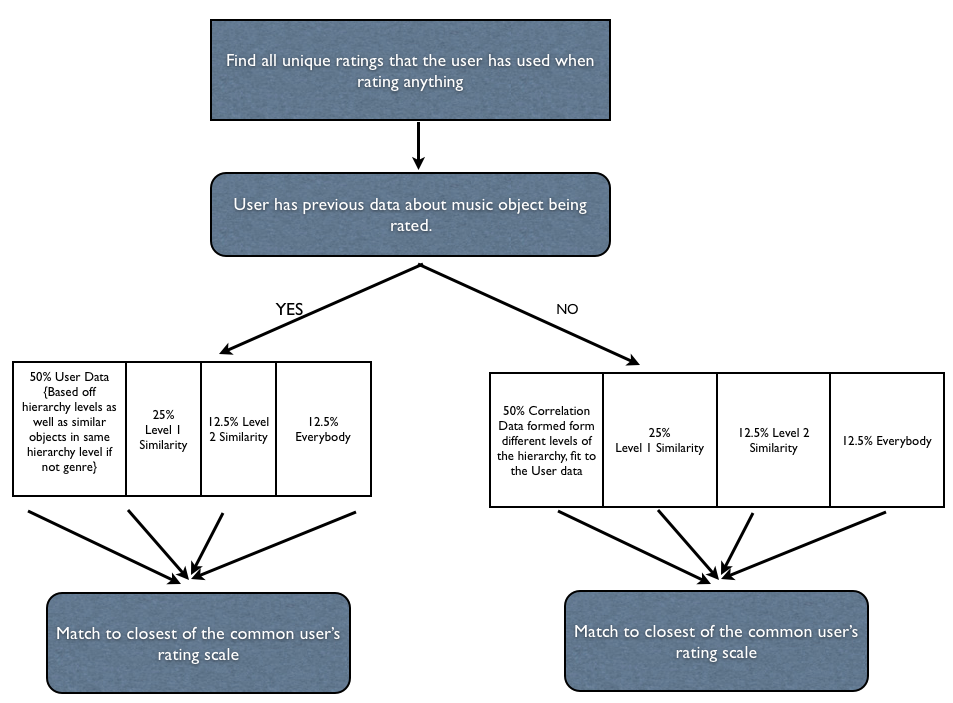 Find all unique ratings that the user has used when
rating anything
User has previous data about music object being
rated.
YES
NO
50% User Data
{Based off
hierarchy levels as
well as similar
objects in same
hierarchy level if
not genre}
25%
Level 1
Similarity
12.5% Level
2 Similarity
12.5%
Everybody
50% Correlation
Data formed form
different levels of
the hierarchy, fit to
the User data
25%
Level 1 Similarity
12.5% Level 2
Similarity
12.5% Everybody
Match to closest of the common user's
rating scale
Match to closest of the common user's
rating scale